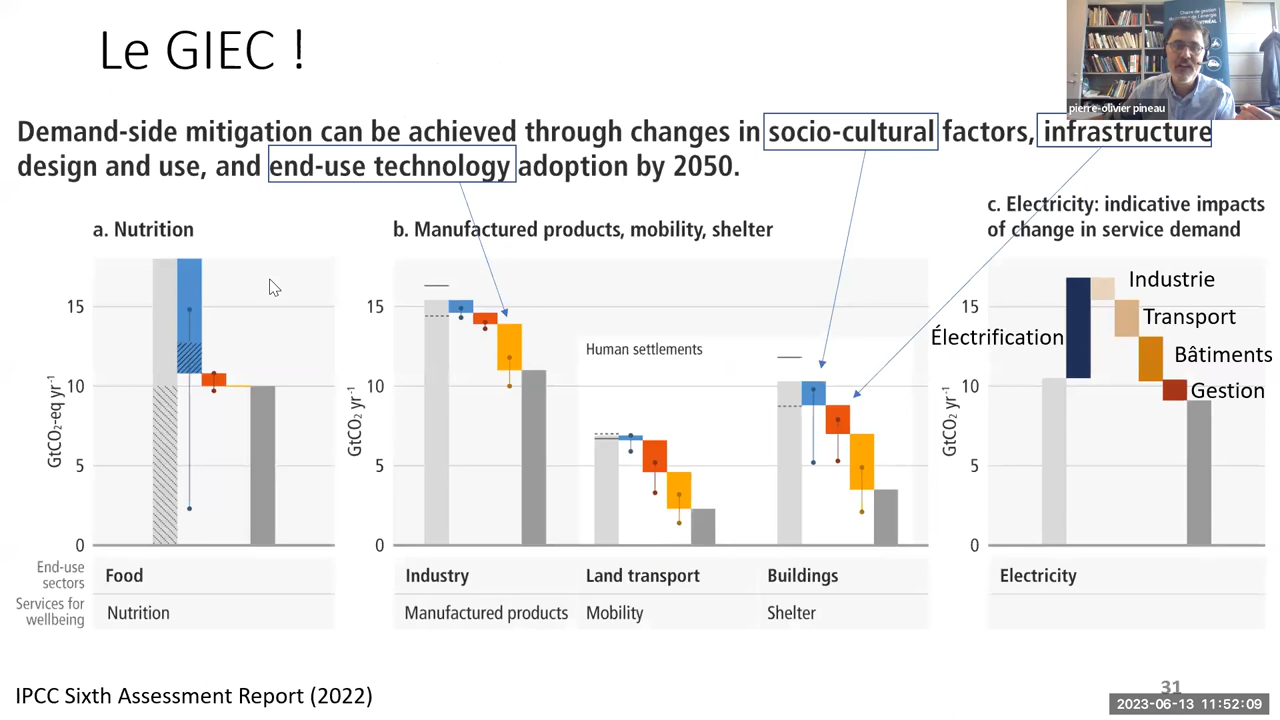 Le GIEC !
Chaire de gestion
pierre-olivier pineau
Demand-side mitigation can be achieved through changes in socio-cultural factors, infrastructure
design and use, and end-use technology adoption by 2050.
a. Nutrition
b. Manufactured products, mobility, shelter
c. Electricity: indicative impacts
of change in service demand
GtCO₂-eq yr⁻¹
15
10
5
0
GtCO₂ yr⁻¹
15
10
5
0
Human settlements
GtCO₂ yr⁻¹
15
10
5
0
Électrification
Industrie
Transport
Bâtiments
Gestion
End-use
sectors
Food
Industry
Land transport
Buildings
Electricity
Services for
wellbeing
Nutrition
Manufactured products
Mobility
Shelter
IPCC Sixth Assessment Report (2022)
31
2023-06-13 11:52:09